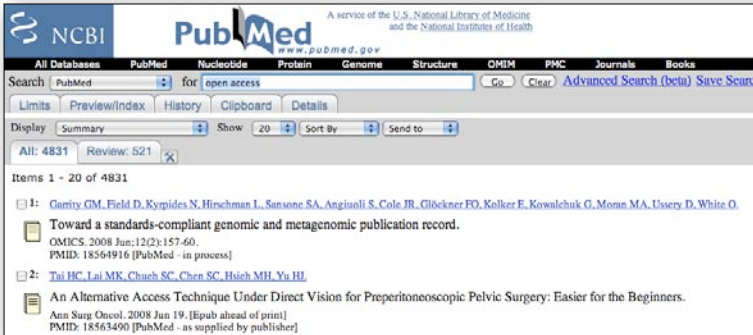 NCBI
PubMed
www.pubmed.gov
A service of the U.S. National Library of Medicine
and the National Institutes of Health
All Databases PubMed Nucleotide Protein Genome Structure OMIM PMC Journals Books
Search PubMed for open access Go Clear Advanced Search (beta) Save Searc
Limits Preview/Index History Clipboard Details
Display Summary Show 20 Sort By Send to
All: 4831 Review: 521
Items 1 - 20 of 4831
1: Garrity GM, Field D, Kyrpides N, Hirschman L, Sansone SA, Angiuoli S, Cole JR, Glöckner FO, Kolker E, Kowalchuk G, Moran MA, Ussery D, White O.
Toward a standards-compliant genomic and metagenomic publication record.
OMICS. 2008 Jun;12(2):157-60.
PMID: 18564916 [PubMed - in process]
2: Tai HC, Lai MK, Chueh SC, Chen SC, Hsieh MH, Yu HJ.
An Alternative Access Technique Under Direct Vision for Preperitoneoscopic Pelvic Surgery: Easier for the Beginners.
Ann Surg Oncol. 2008 Jun 19. [Epub ahead of print]
PMID: 18563490 [PubMed - as supplied by publisher]